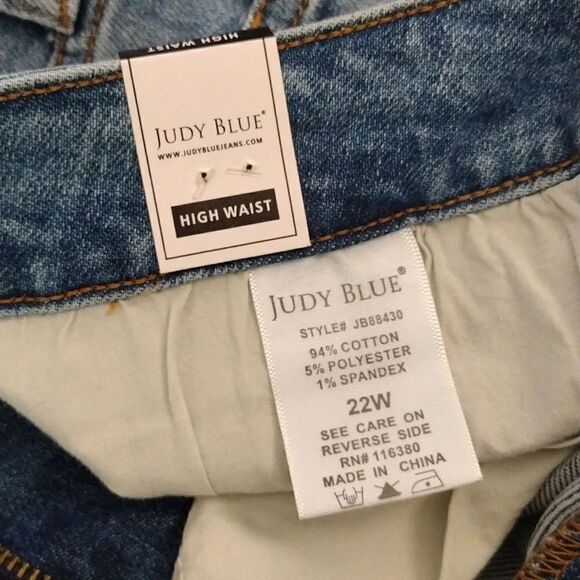 HIGH WAIST
JUDY BLUE®
WWW.JUDYBLUEJEANS.COM
HIGH WAIST
JUDY BLUE®
STYLE# JB88430
94% COTTON
5% POLYESTER
1% SPANDEX
22W
SEE CARE ON
REVERSE SIDE
RN# 116380
MADE IN CHINA